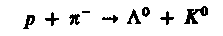 p + π⁻ → Λ⁰ + K⁰